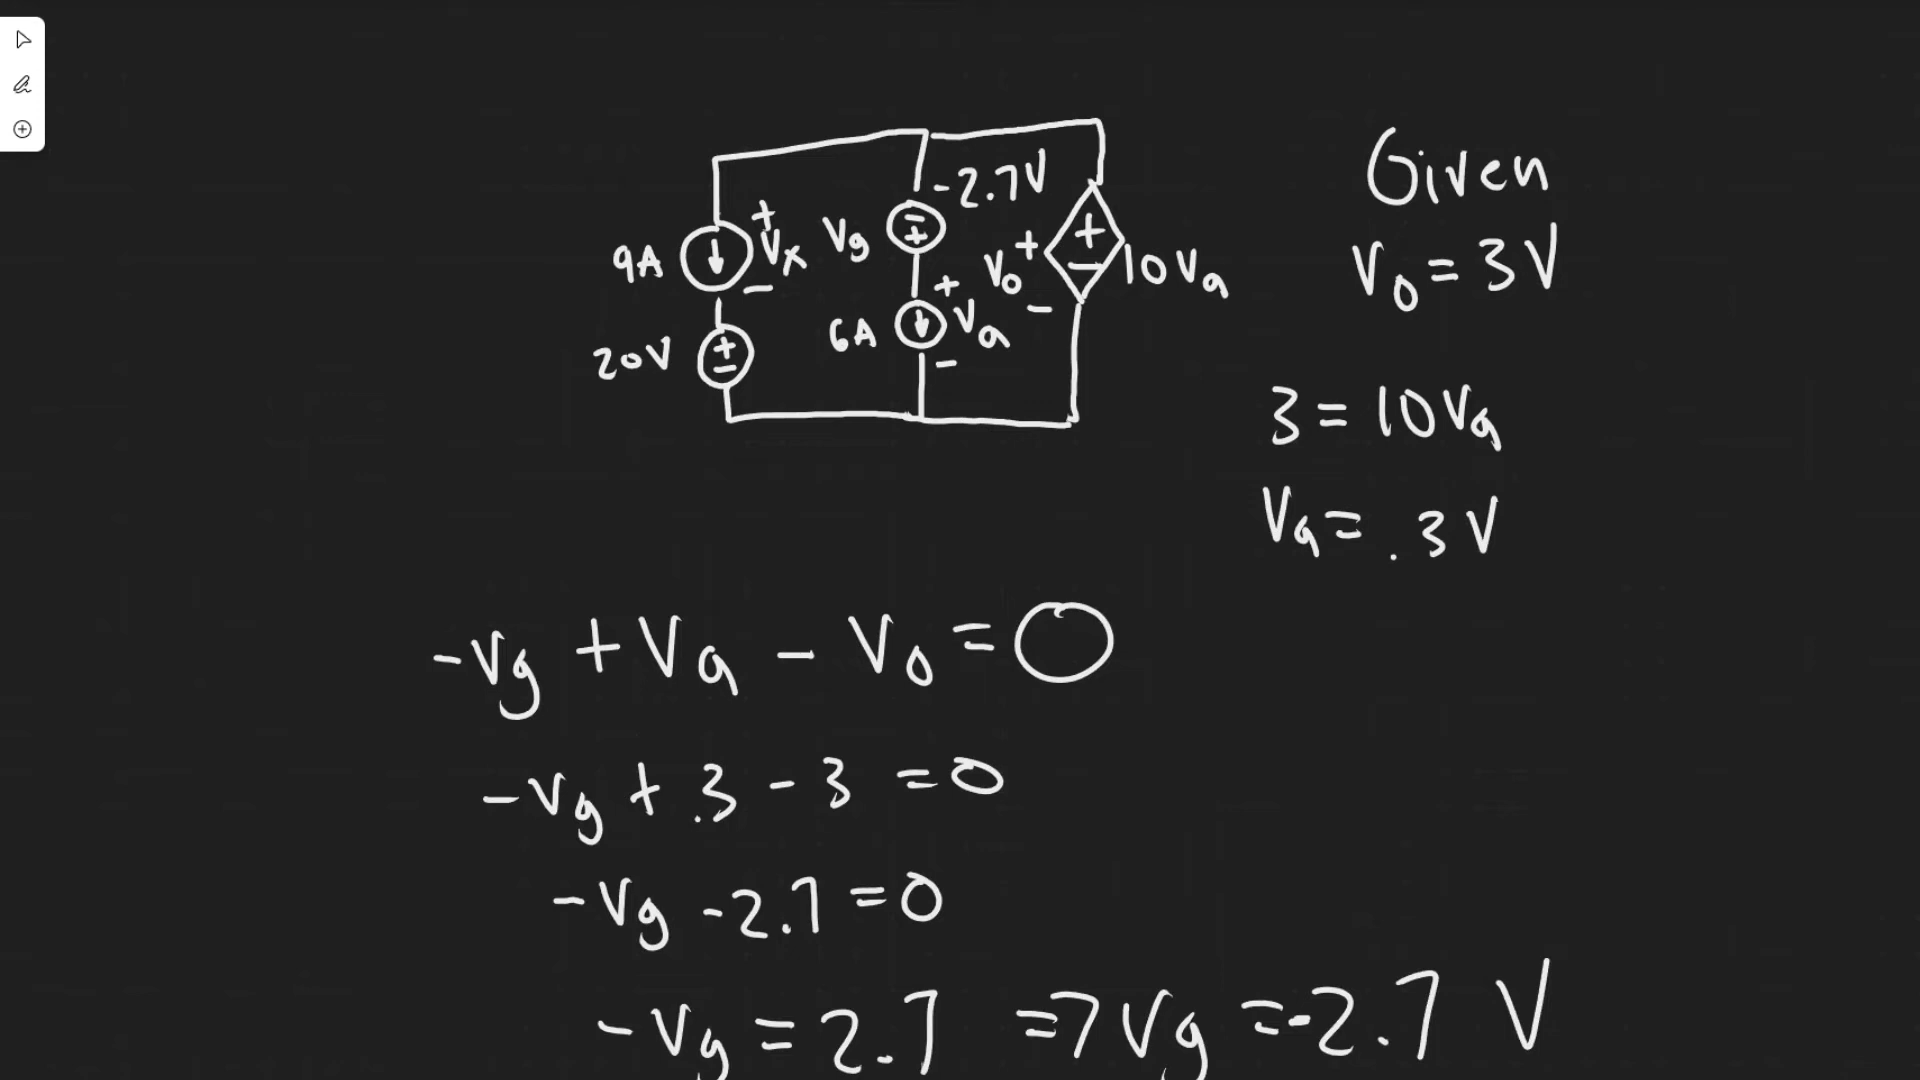 Given
-2.7V
9A + Vx - Vg Vo + - 10Va
Vo = 3V
20V 6A + Va -
3 = 10Va
Va = .3V
-Vg + Va - Vo = 0
-Vg + .3 - 3 = 0
-Vg - 2.7 = 0
-Vg = 2.7 => Vg = -2.7 V